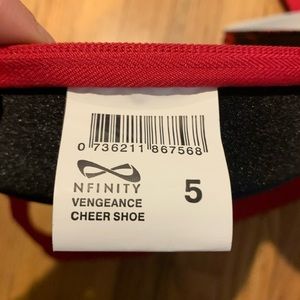 0 736211 867568
NFINITY
VENGEANCE
CHEER SHOE
5